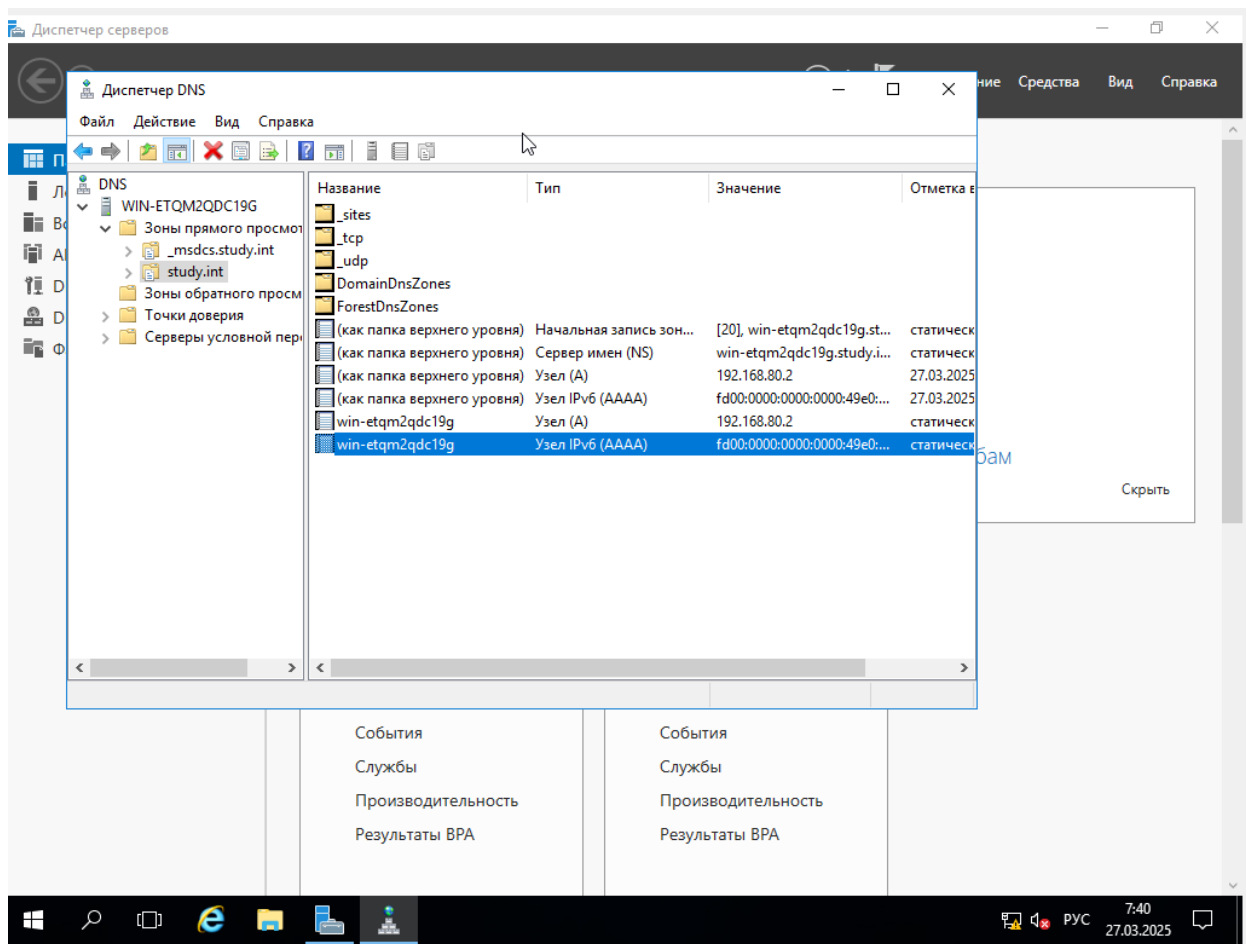 Диспетчер серверов
Диспетчер DNS
ние Средства Вид Справка
Файл Действие Вид Справка
DNS
WIN-ETQM2QDC19G
Зоны прямого просмот
_msdcs.study.int
study.int
Зоны обратного просм
Точки доверия
Серверы условной пер
Название Тип Значение Отметка в
_sites
_tcp
_udp
DomainDnsZones
ForestDnsZones
(как папка верхнего уровня) Начальная запись зон... [20], win-etqm2qdc19g.st... статическ
(как папка верхнего уровня) Сервер имен (NS) win-etqm2qdc19g.study.i... статическ
(как папка верхнего уровня) Узел (A) 192.168.80.2 27.03.2025
(как папка верхнего уровня) Узел IPv6 (AAAA) fd00:0000:0000:0000:49e0:... 27.03.2025
win-etqm2qdc19g Узел (A) 192.168.80.2 статическ
win-etqm2qdc19g Узел IPv6 (AAAA) fd00:0000:0000:0000:49e0:... статическ
бам
Скрыть
События
Службы
Производительность
Результаты BPA
События
Службы
Производительность
Результаты BPA
РУС
7:40
27.03.2025